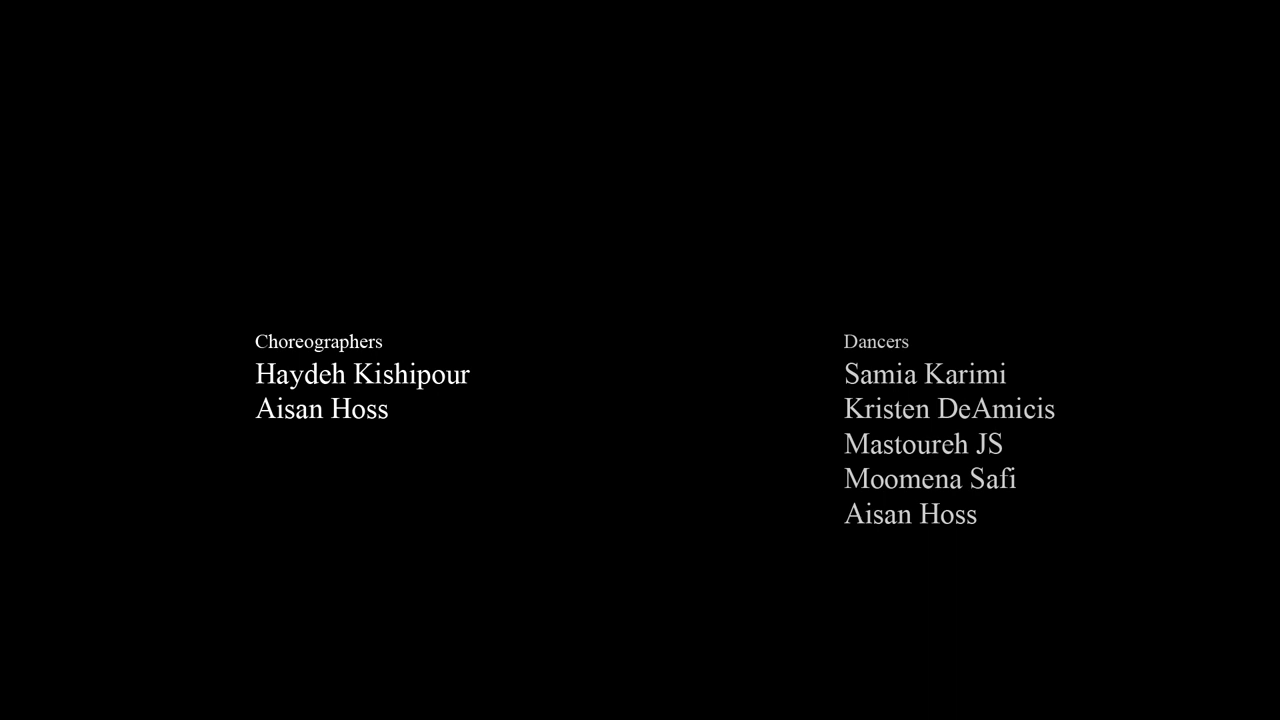 Choreographers
Haydeh Kishipour
Aisan Hoss
Dancers
Samia Karimi
Kristen DeAmicis
Mastoureh JS
Moomena Safi
Aisan Hoss